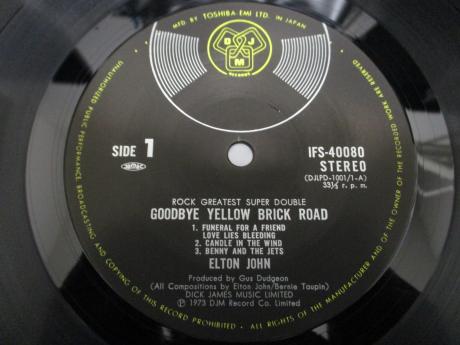 MFD. BY TOSHIBA-EMI LTD. IN JAPAN
DJM
RECORDS
SIDE 1
IFS-40080
STEREO
(DJLPD-1001/1-A)
33⅓ r. p. m.
ROCK GREATEST SUPER DOUBLE
GOODBYE YELLOW BRICK ROAD
1. FUNERAL FOR A FRIEND
LOVE LIES BLEEDING
2. CANDLE IN THE WIND
3. BENNY AND THE JETS
ELTON JOHN
Produced by Gus Dudgeon
(All Compositions by Elton John/Bernie Taupin)
DICK JAMES MUSIC LIMITED
℗ 1973 DJM Record Co. Limited
UNAUTHORIZED PUBLIC PERFORMANCE, BROADCASTING AND COPYING OF THIS RECORD PROHIBITED • ALL RIGHTS OF THE MANUFACTURER AND OF THE OWNER OF THE RECORDED WORK ARE RESERVED